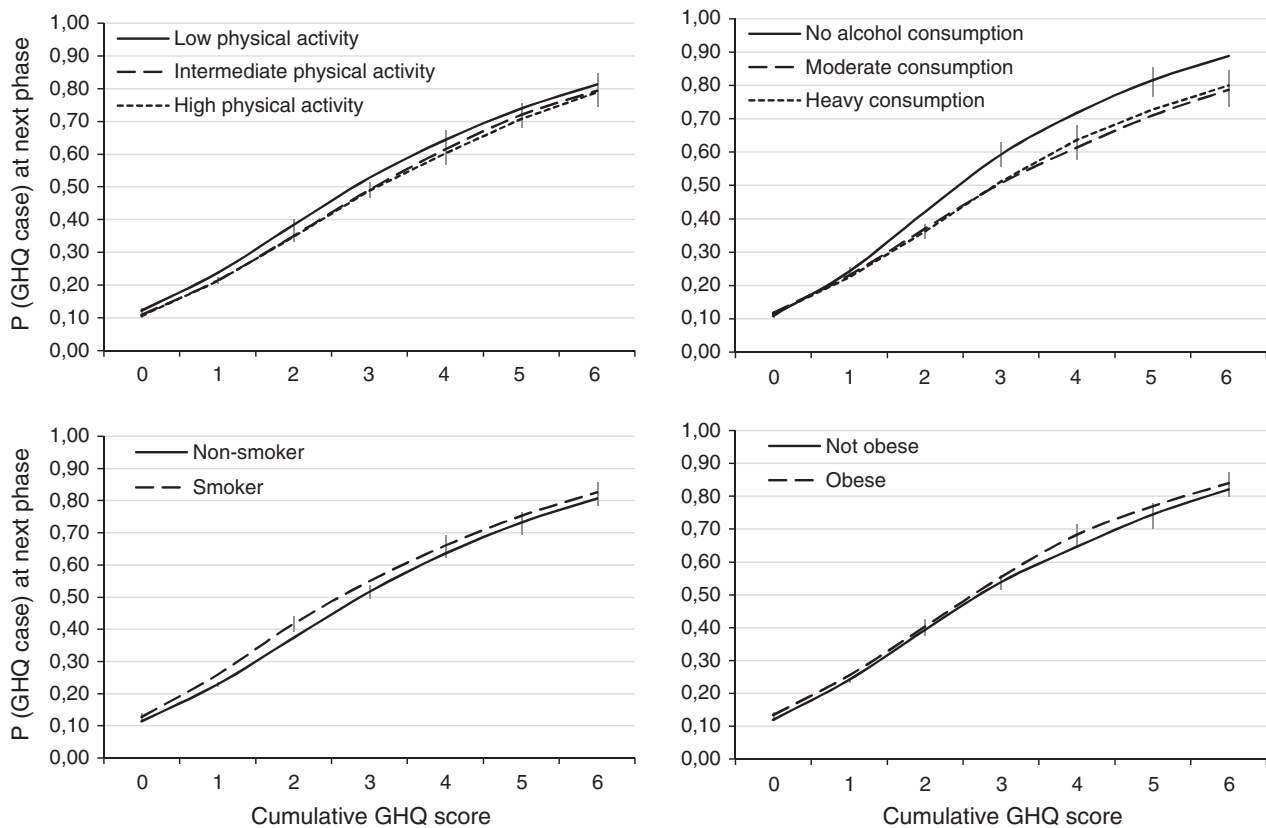 P (GHQ case) at next phase
1,00
0,90
0,80
0,70
0,60
0,50
0,40
0,30
0,20
0,10
0,00
Low physical activity
Intermediate physical activity
High physical activity
0 1 2 3 4 5 6
1,00
0,90
0,80
0,70
0,60
0,50
0,40
0,30
0,20
0,10
0,00
No alcohol consumption
Moderate consumption
Heavy consumption
0 1 2 3 4 5 6
P (GHQ case) at next phase
1,00
0,90
0,80
0,70
0,60
0,50
0,40
0,30
0,20
0,10
0,00
Non-smoker
Smoker
0 1 2 3 4 5 6
Cumulative GHQ score
1,00
0,90
0,80
0,70
0,60
0,50
0,40
0,30
0,20
0,10
0,00
Not obese
Obese
0 1 2 3 4 5 6
Cumulative GHQ score